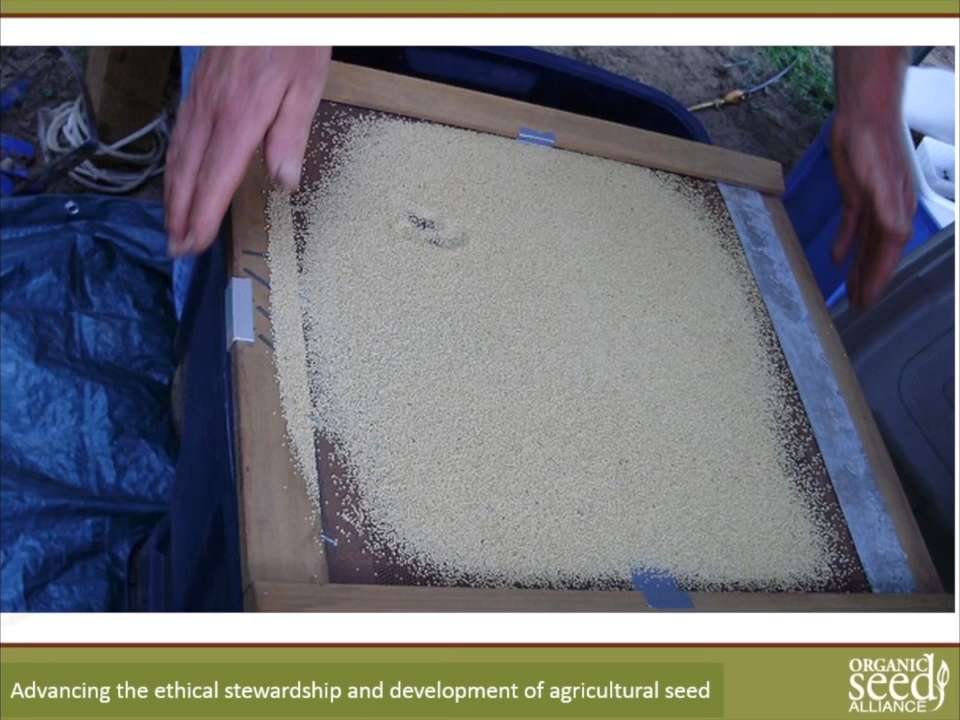 Advancing the ethical stewardship and development of agricultural seed
ORGANIC
seed
ALLIANCE